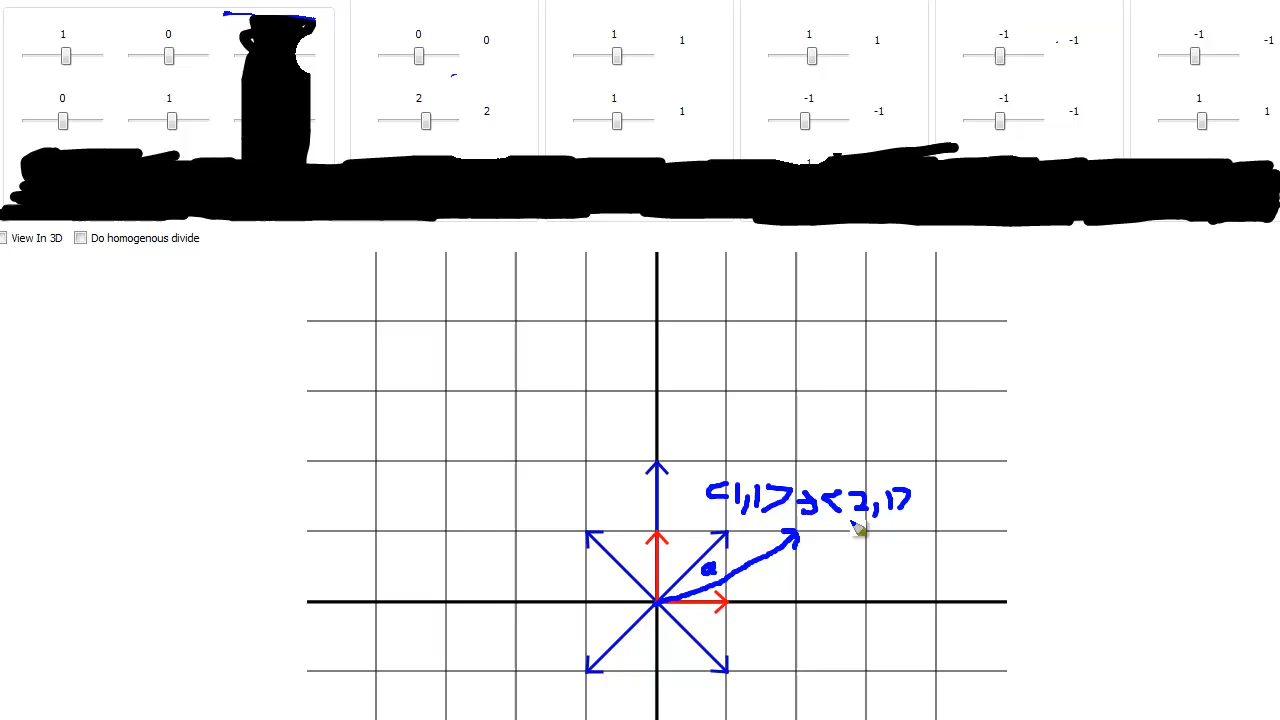 1 0 0 0 1 1 1 1 -1 -1 -1 -1
0 1 2 2 1 1 -1 -1 -1 -1 1 1
1
View In 3D Do homogenous divide
<1,1> → <2,1>
a